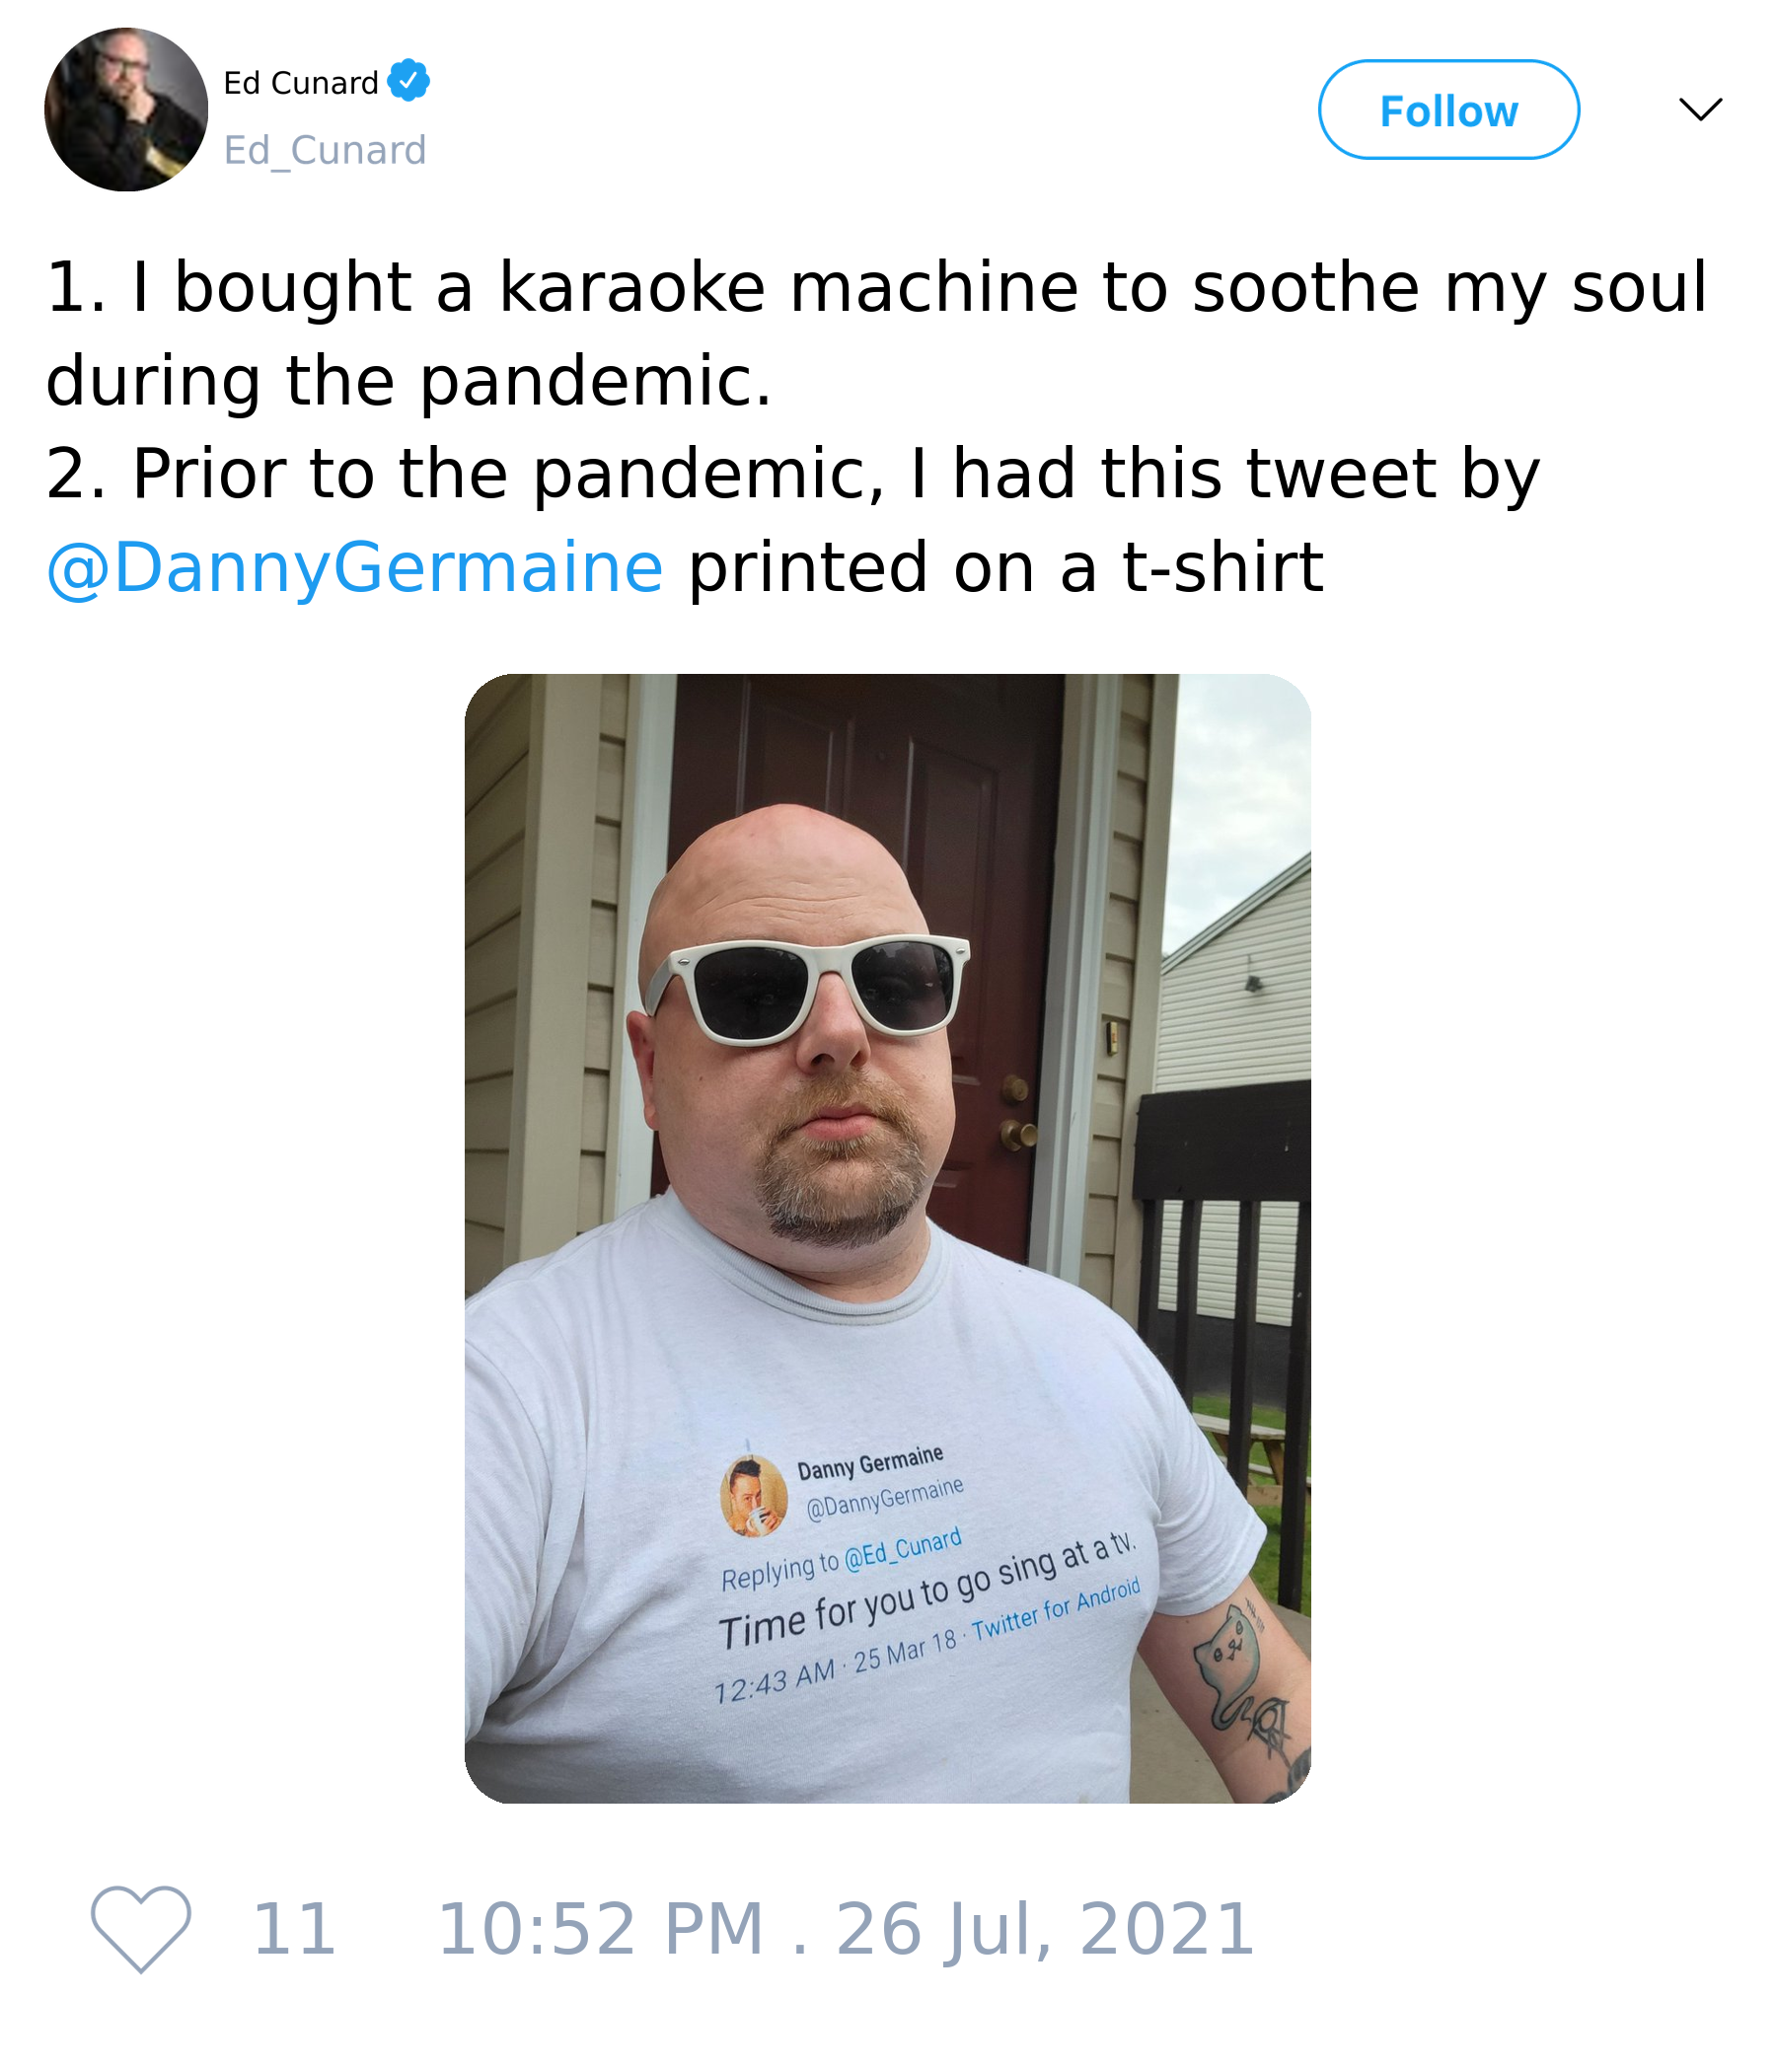 Ed Cunard
Ed_Cunard
Follow
1. I bought a karaoke machine to soothe my soul
during the pandemic.
2. Prior to the pandemic, I had this tweet by
@DannyGermaine printed on a t-shirt
Danny Germaine
@DannyGermaine
Replying to @Ed_Cunard
Time for you to go sing at a tv.
12:43 AM · 25 Mar 18 · Twitter for Android
11 10:52 PM . 26 Jul, 2021